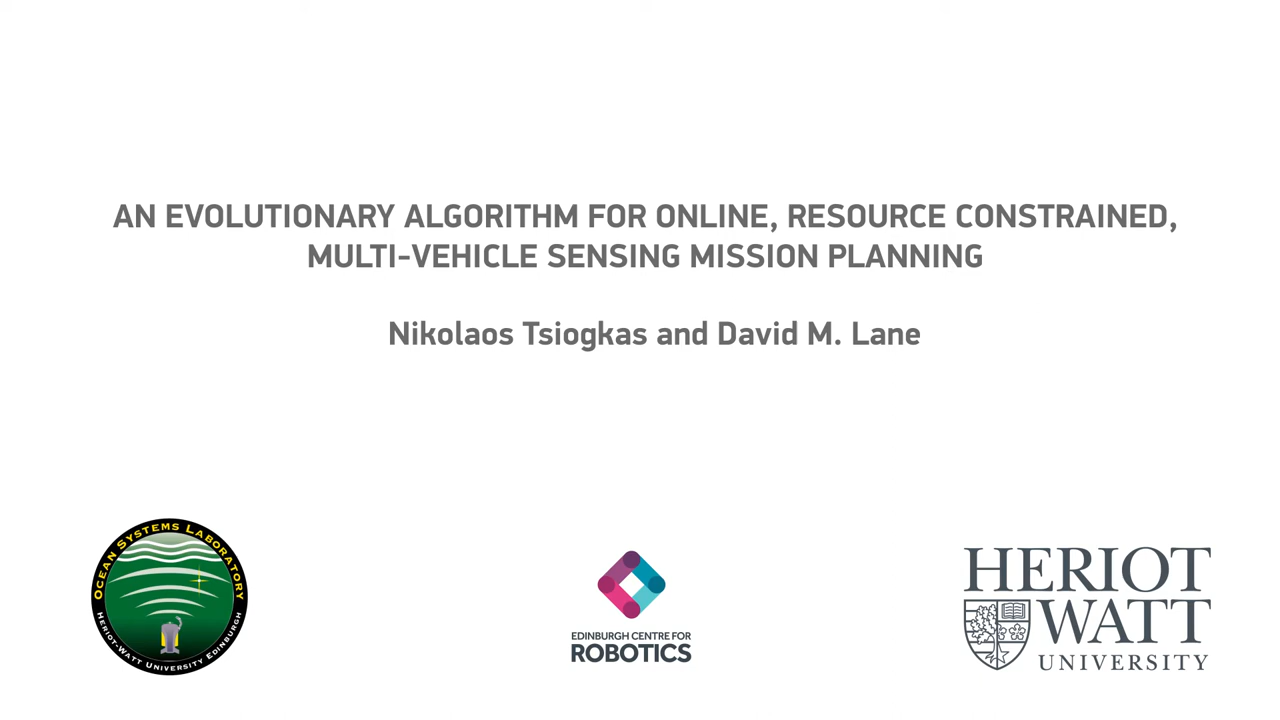 AN EVOLUTIONARY ALGORITHM FOR ONLINE, RESOURCE CONSTRAINED,
MULTI-VEHICLE SENSING MISSION PLANNING
Nikolaos Tsiogkas and David M. Lane
OCEAN SYSTEMS LABORATORY
HERIOT-WATT UNIVERSITY EDINBURGH
EDINBURGH CENTRE FOR
ROBOTICS
HERIOT
WATT
UNIVERSITY